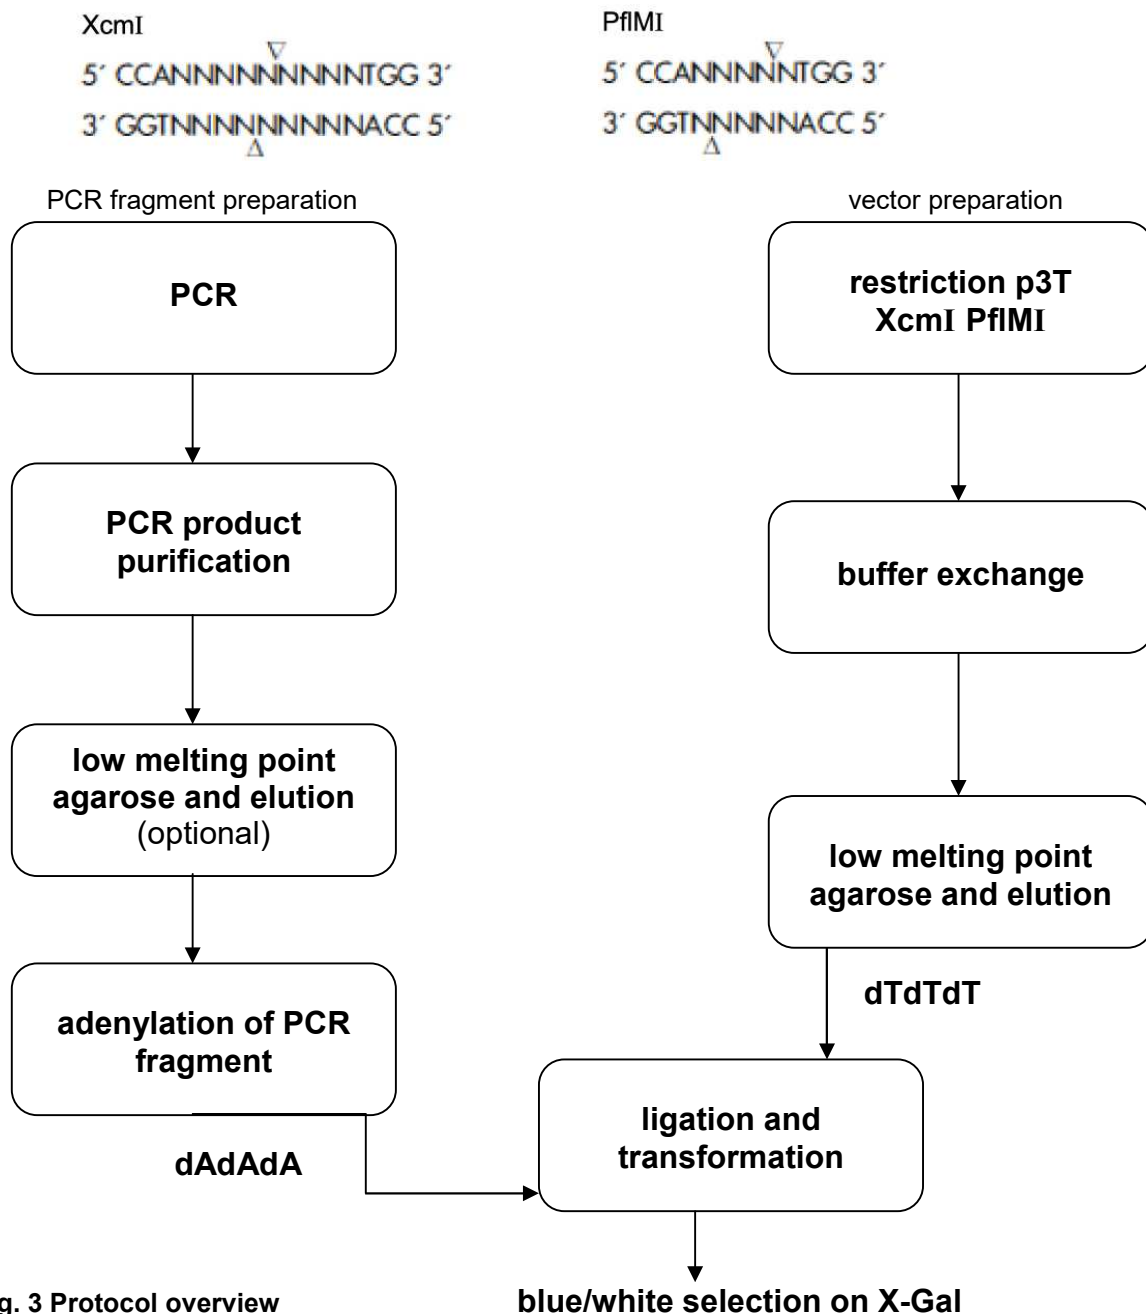 XcmI
5´ CCANNNNNNNNNTGG 3´
3´ GGTNNNNNNNNNACC 5´
PflMI
5´ CCANNNNNTGG 3´
3´ GGTNNNNNACC 5´
PCR fragment preparation
PCR
PCR product
purification
low melting point
agarose and elution
(optional)
adenylation of PCR
fragment
dAdAdA
vector preparation
restriction p3T
XcmI PflMI
buffer exchange
low melting point
agarose and elution
dTdTdT
ligation and
transformation
blue/white selection on X-Gal
g. 3 Protocol overview